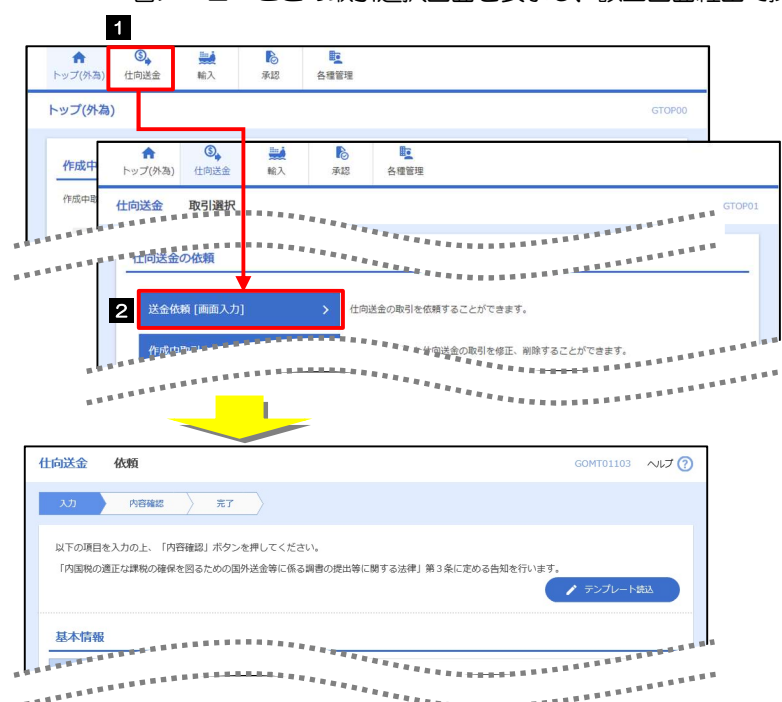 1
トップ(外為) 仕向送金 輸入 承認 各種管理
トップ(外為) GTOP00
作成中
作成中取
トップ(外為) 仕向送金 輸入 承認 各種管理
仕向送金 取引選択 GTOP01
仕向送金の依頼
2 送金依頼 [画面入力] 仕向送金の取引を依頼することができます。
作成中取引 仕向送金の取引を修正、削除することができます。
仕向送金 依頼 GOMT01103 ヘルプ ?
入力 内容確認 完了
以下の項目を入力の上、「内容確認」ボタンを押してください。
「内国税の適正な課税の確保を図るための国外送金等に係る調書の提出等に関する法律」第3条に定める告知を行います。
テンプレート読込
基本情報